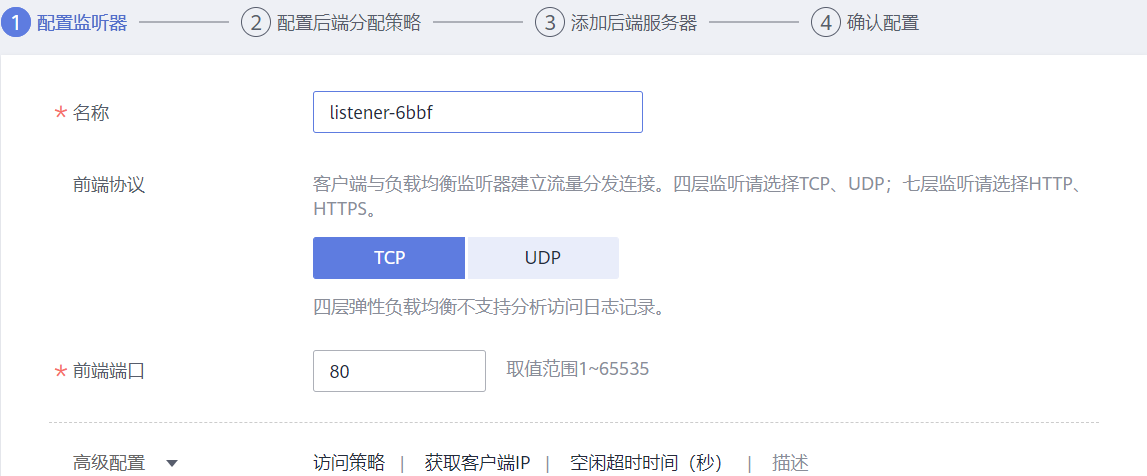 1 配置监听器 2 配置后端分配策略 3 添加后端服务器 4 确认配置
* 名称 listener-6bbf
前端协议 客户端与负载均衡监听器建立流量分发连接。四层监听请选择TCP、UDP；七层监听请选择HTTP、
HTTPS。
TCP UDP
四层弹性负载均衡不支持分析访问日志记录。
* 前端端口 80 取值范围1~65535
高级配置 访问策略 | 获取客户端IP | 空闲超时时间（秒） | 描述